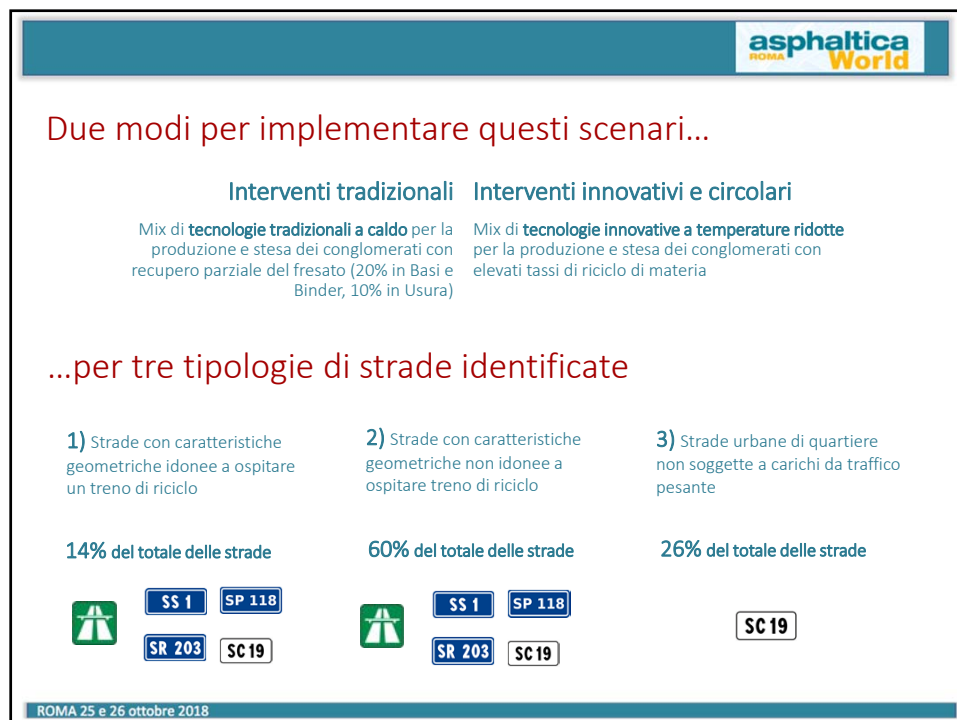 asphaltica
ROMA World
Due modi per implementare questi scenari...
Interventi tradizionali
Mix di tecnologie tradizionali a caldo per la
produzione e stesa dei conglomerati con
recupero parziale del fresato (20% in Basi e
Binder, 10% in Usura)
Interventi innovativi e circolari
Mix di tecnologie innovative a temperature ridotte
per la produzione e stesa dei conglomerati con
elevati tassi di riciclo di materia
...per tre tipologie di strade identificate
1) Strade con caratteristiche
geometriche idonee a ospitare
un treno di riciclo
14% del totale delle strade
SS 1
SP 118
SR 203
SC 19
2) Strade con caratteristiche
geometriche non idonee a
ospitare treno di riciclo
60% del totale delle strade
SS 1
SP 118
SR 203
SC 19
3) Strade urbane di quartiere
non soggette a carichi da traffico
pesante
26% del totale delle strade
SC 19
ROMA 25 e 26 ottobre 2018